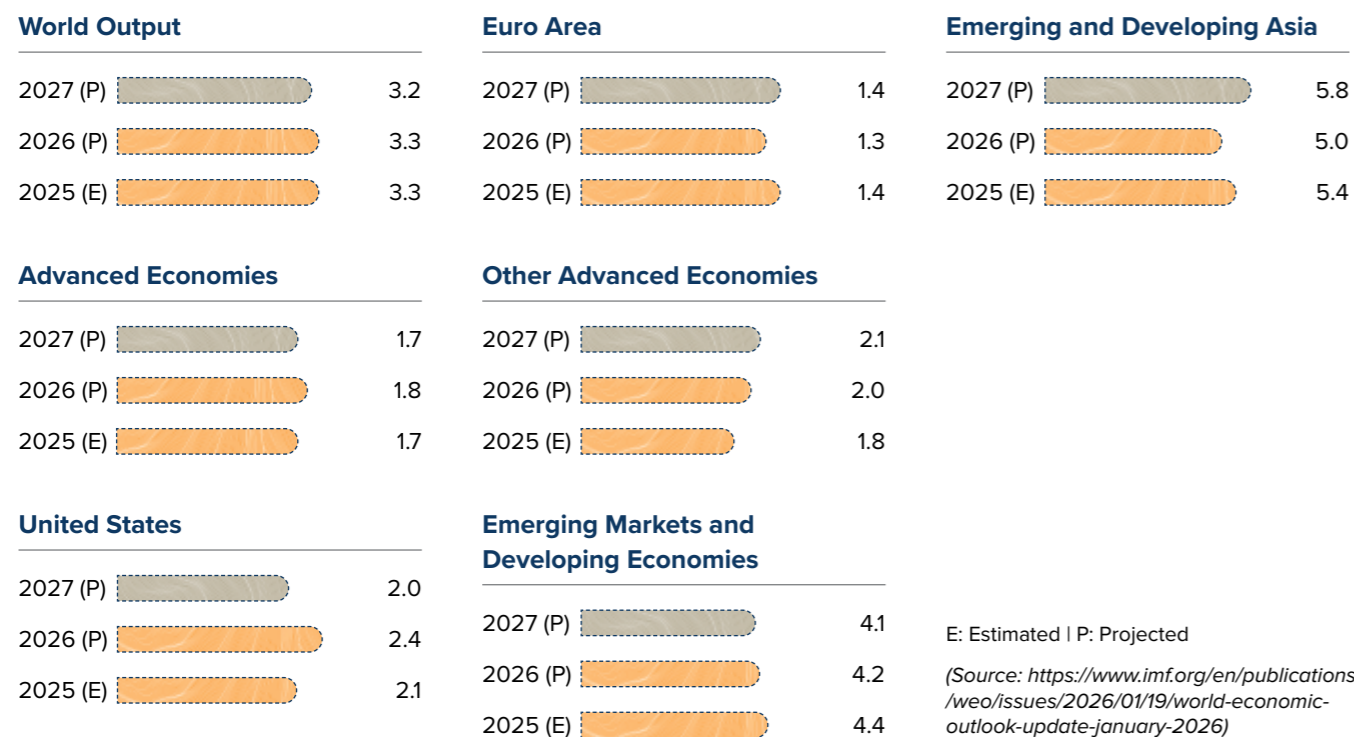 World Output
2027 (P) 3.2
2026 (P) 3.3
2025 (E) 3.3
Advanced Economies
2027 (P) 1.7
2026 (P) 1.8
2025 (E) 1.7
United States
2027 (P) 2.0
2026 (P) 2.4
2025 (E) 2.1
Euro Area
2027 (P) 1.4
2026 (P) 1.3
2025 (E) 1.4
Other Advanced Economies
2027 (P) 2.1
2026 (P) 2.0
2025 (E) 1.8
Emerging Markets and
Developing Economies
2027 (P) 4.1
2026 (P) 4.2
2025 (E) 4.4
Emerging and Developing Asia
2027 (P) 5.8
2026 (P) 5.0
2025 (E) 5.4
E: Estimated | P: Projected
(Source: https://www.imf.org/en/publications
/weo/issues/2026/01/19/world-economic-
outlook-update-january-2026)